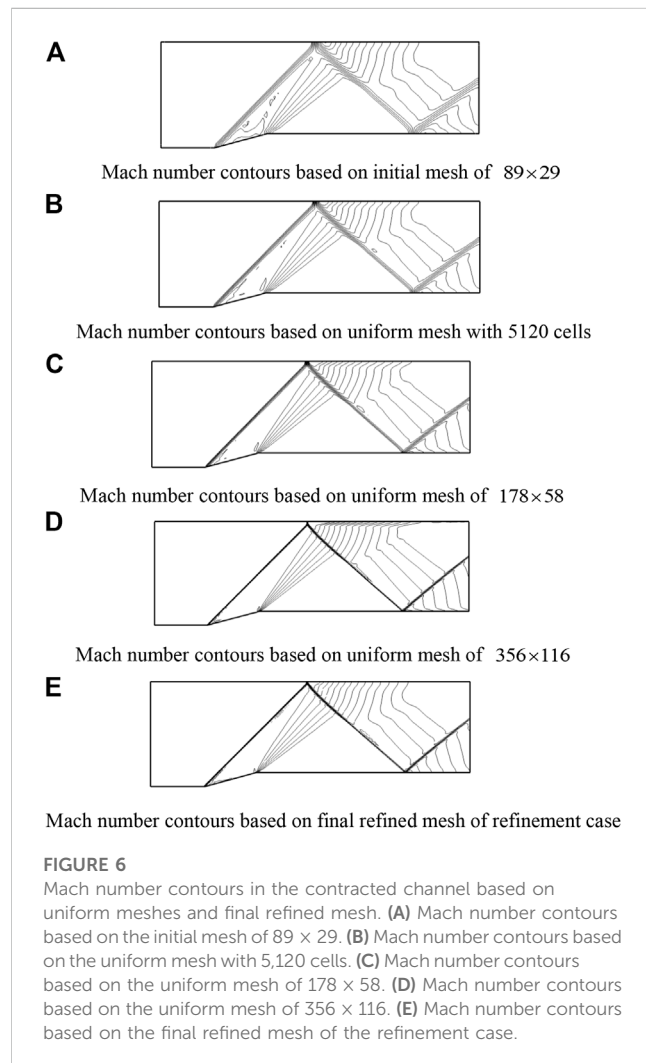 A
Mach number contours based on initial mesh of 89×29
B
Mach number contours based on uniform mesh with 5120 cells
C
Mach number contours based on uniform mesh of 178×58
D
Mach number contours based on uniform mesh of 356×116
E
Mach number contours based on final refined mesh of refinement case
FIGURE 6
Mach number contours in the contracted channel based on
uniform meshes and final refined mesh. (A) Mach number contours
based on the initial mesh of 89 × 29. (B) Mach number contours based
on the uniform mesh with 5,120 cells. (C) Mach number contours
based on the uniform mesh of 178 × 58. (D) Mach number contours
based on the uniform mesh of 356 × 116. (E) Mach number contours
based on the final refined mesh of the refinement case.